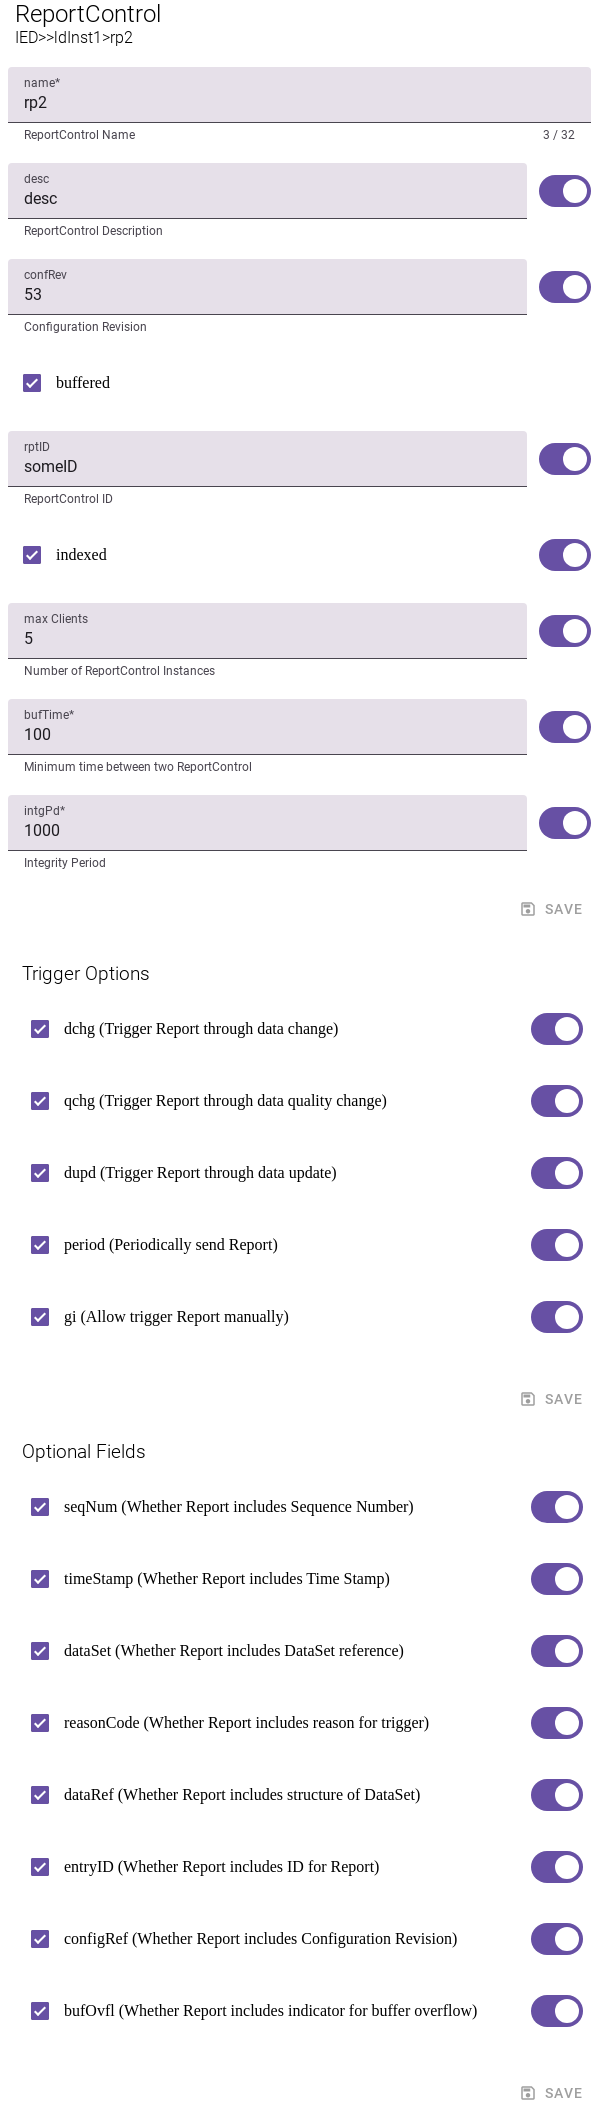 ReportControl
IED>>ldInst1>rp2
name*
rp2
ReportControl Name 3 / 32
desc
desc
ReportControl Description
confRev
53
Configuration Revision
buffered
rptID
someID
ReportControl ID
indexed
max Clients
5
Number of ReportControl Instances
bufTime*
100
Minimum time between two ReportControl
intgPd*
1000
Integrity Period
SAVE
Trigger Options
dchg (Trigger Report through data change)
qchg (Trigger Report through data quality change)
dupd (Trigger Report through data update)
period (Periodically send Report)
gi (Allow trigger Report manually)
SAVE
Optional Fields
seqNum (Whether Report includes Sequence Number)
timeStamp (Whether Report includes Time Stamp)
dataSet (Whether Report includes DataSet reference)
reasonCode (Whether Report includes reason for trigger)
dataRef (Whether Report includes structure of DataSet)
entryID (Whether Report includes ID for Report)
configRef (Whether Report includes Configuration Revision)
bufOvfl (Whether Report includes indicator for buffer overflow)
SAVE